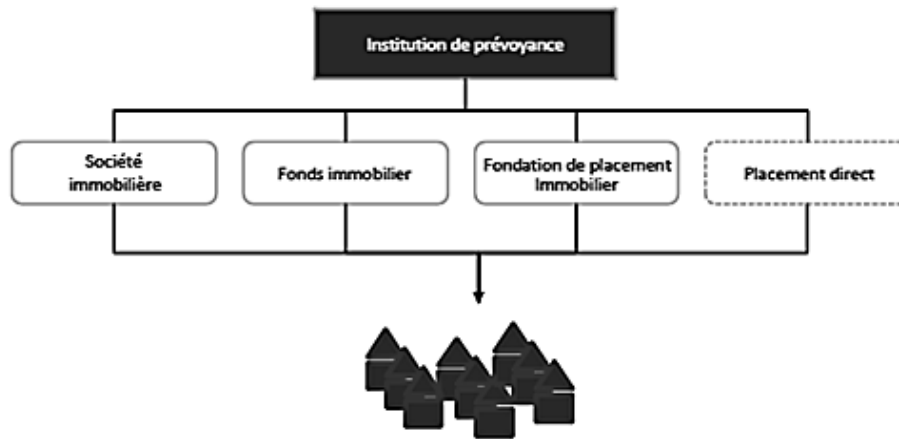 Institution de prévoyance
Société
immobilière
Fonds immobilier
Fondation de placement
Immobilier
Placement direct